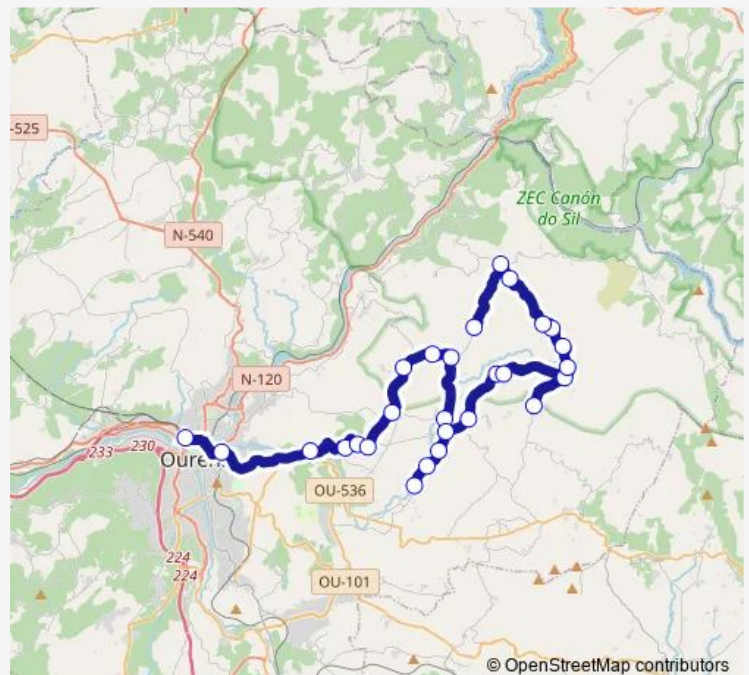 -525
N-540
ZEC Canón
do Sil
N-120
233
230
OU-536
224
224
OU-101
© OpenStreetMap contributors